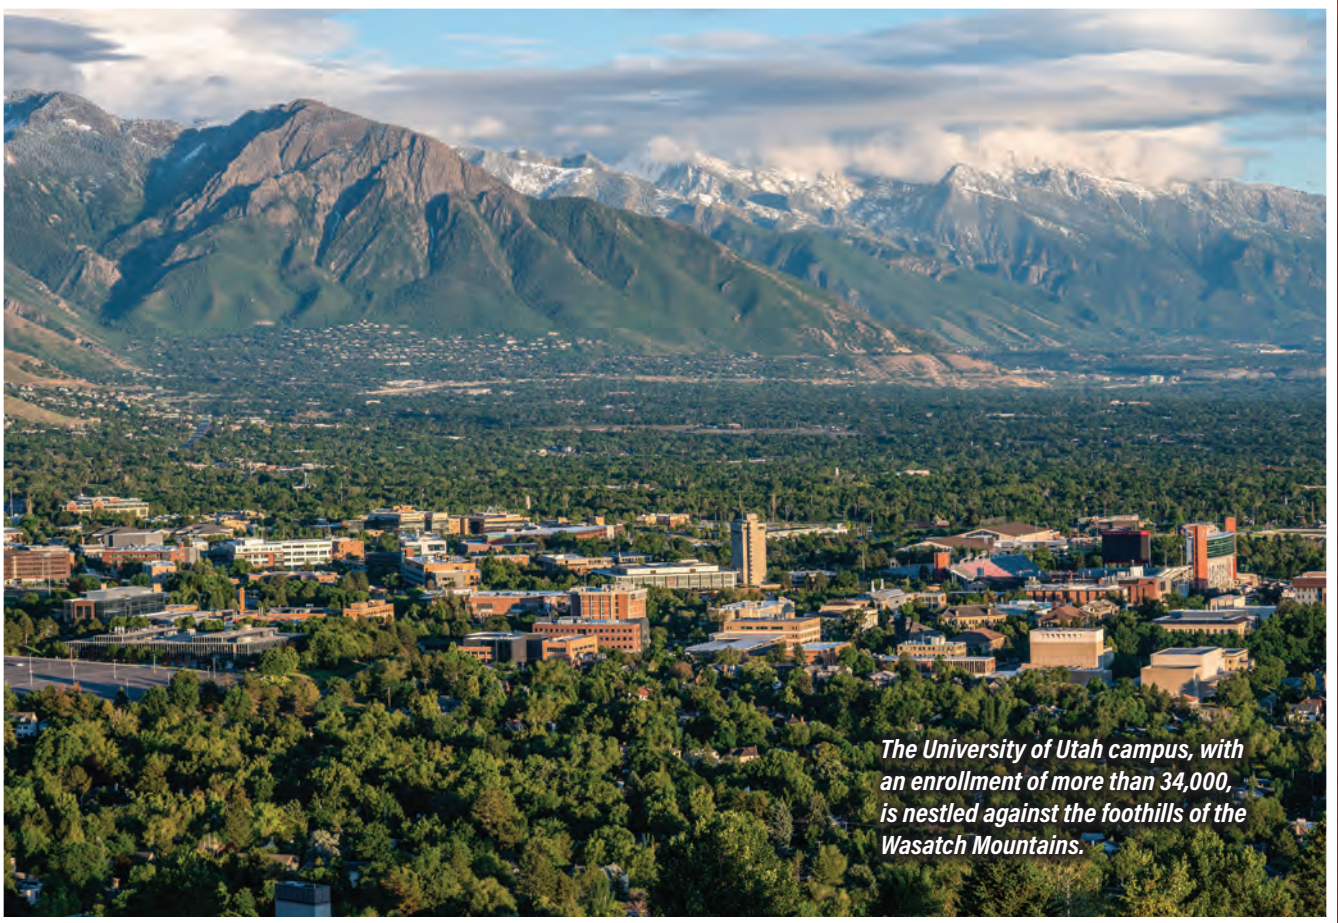 The University of Utah campus, with
an enrollment of more than 34,000,
is nestled against the foothills of the
Wasatch Mountains.